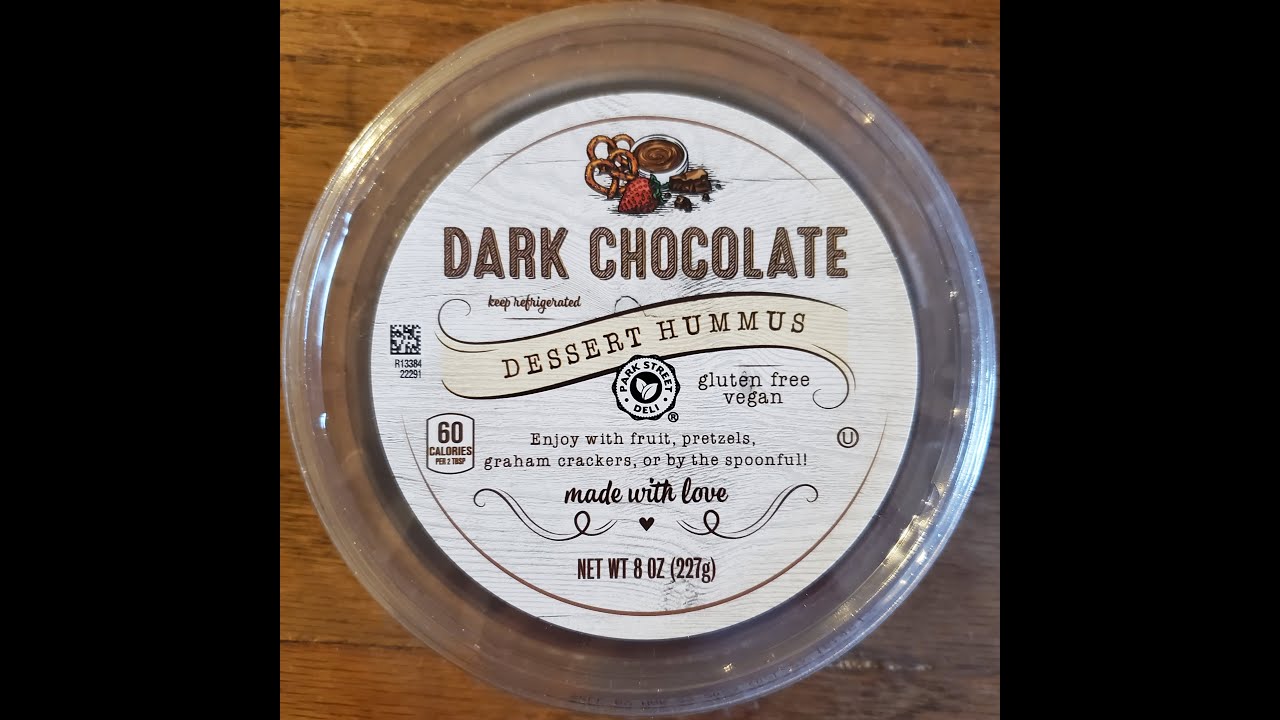 DARK CHOCOLATE
keep refrigerated
DESSERT HUMMUS
R13384
22291
PARK STREET
DELI
®
gluten free
vegan
60
CALORIES
PER 2 TBSP
Enjoy with fruit, pretzels,
graham crackers, or by the spoonful!
U
made with love
NET WT 8 OZ (227g)